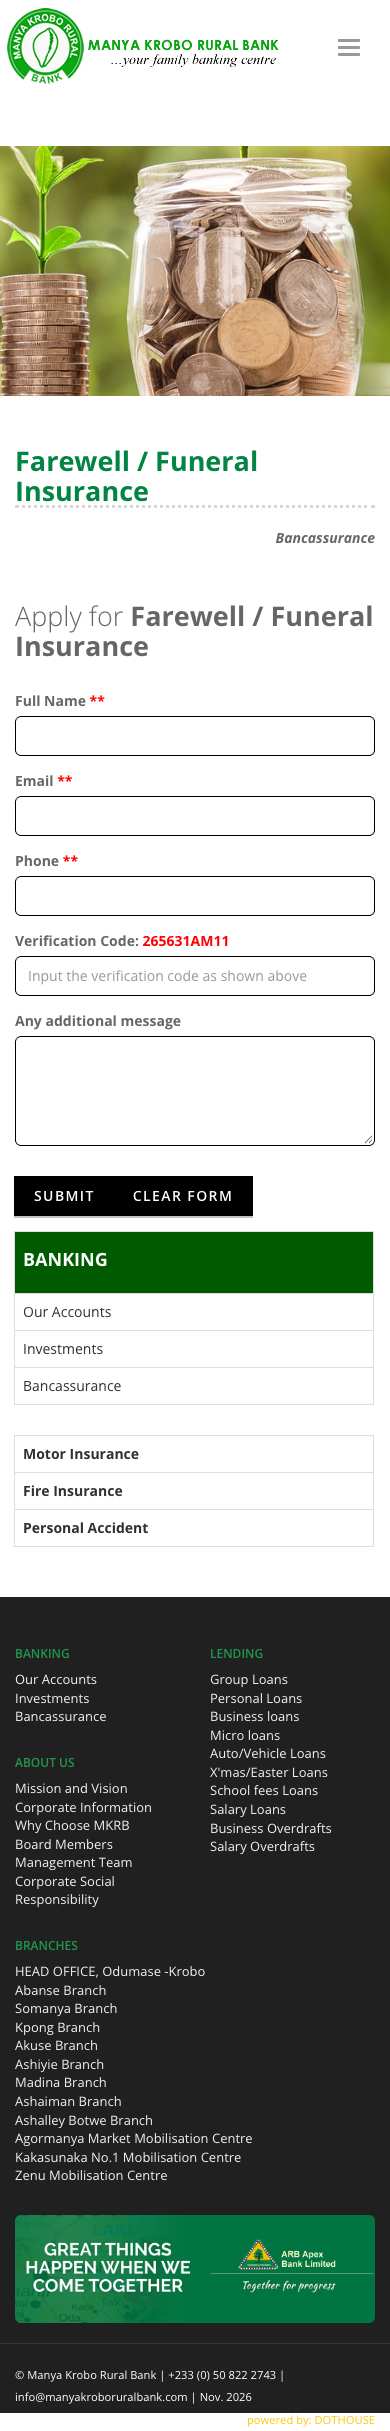 MANYA KROBO RURAL
BANK
MANYA KROBO RURAL BANK
...your family banking centre
Farewell / Funeral
Insurance
Bancassurance
Apply for Farewell / Funeral
Insurance
Full Name **
Email **
Phone **
Verification Code: 265631AM11
Input the verification code as shown above
Any additional message
SUBMIT CLEAR FORM
BANKING
Our Accounts
Investments
Bancassurance
Motor Insurance
Fire Insurance
Personal Accident
BANKING
Our Accounts
Investments
Bancassurance
ABOUT US
Mission and Vision
Corporate Information
Why Choose MKRB
Board Members
Management Team
Corporate Social
Responsibility
LENDING
Group Loans
Personal Loans
Business loans
Micro loans
Auto/Vehicle Loans
X'mas/Easter Loans
School fees Loans
Salary Loans
Business Overdrafts
Salary Overdrafts
BRANCHES
HEAD OFFICE, Odumase -Krobo
Abanse Branch
Somanya Branch
Kpong Branch
Akuse Branch
Ashiyie Branch
Madina Branch
Ashaiman Branch
Ashalley Botwe Branch
Agormanya Market Mobilisation Centre
Kakasunaka No.1 Mobilisation Centre
Zenu Mobilisation Centre
GREAT THINGS
HAPPEN WHEN WE
COME TOGETHER
ARB Apex
Bank Limited
Together for progress
© Manya Krobo Rural Bank | +233 (0) 50 822 2743 |
info@manyakroboruralbank.com | Nov. 2026
powered by: DOTHOUSE